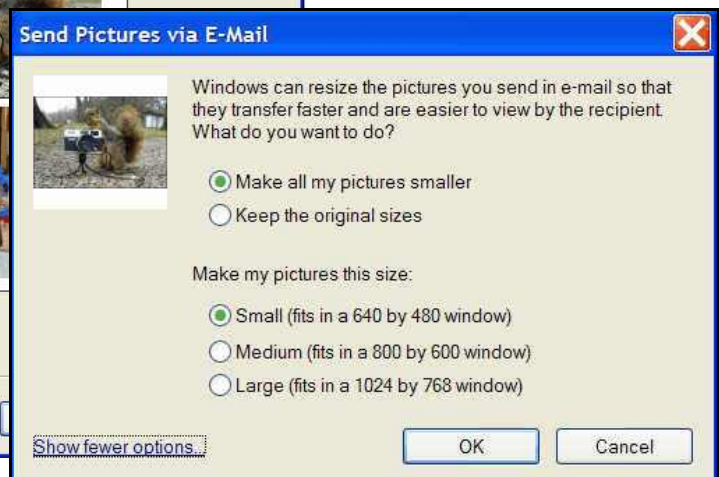 Send Pictures via E-Mail
Windows can resize the pictures you send in e-mail so that
they transfer faster and are easier to view by the recipient.
What do you want to do?
Make all my pictures smaller
Keep the original sizes
Make my pictures this size:
Small (fits in a 640 by 480 window)
Medium (fits in a 800 by 600 window)
Large (fits in a 1024 by 768 window)
Show fewer options...
OK
Cancel